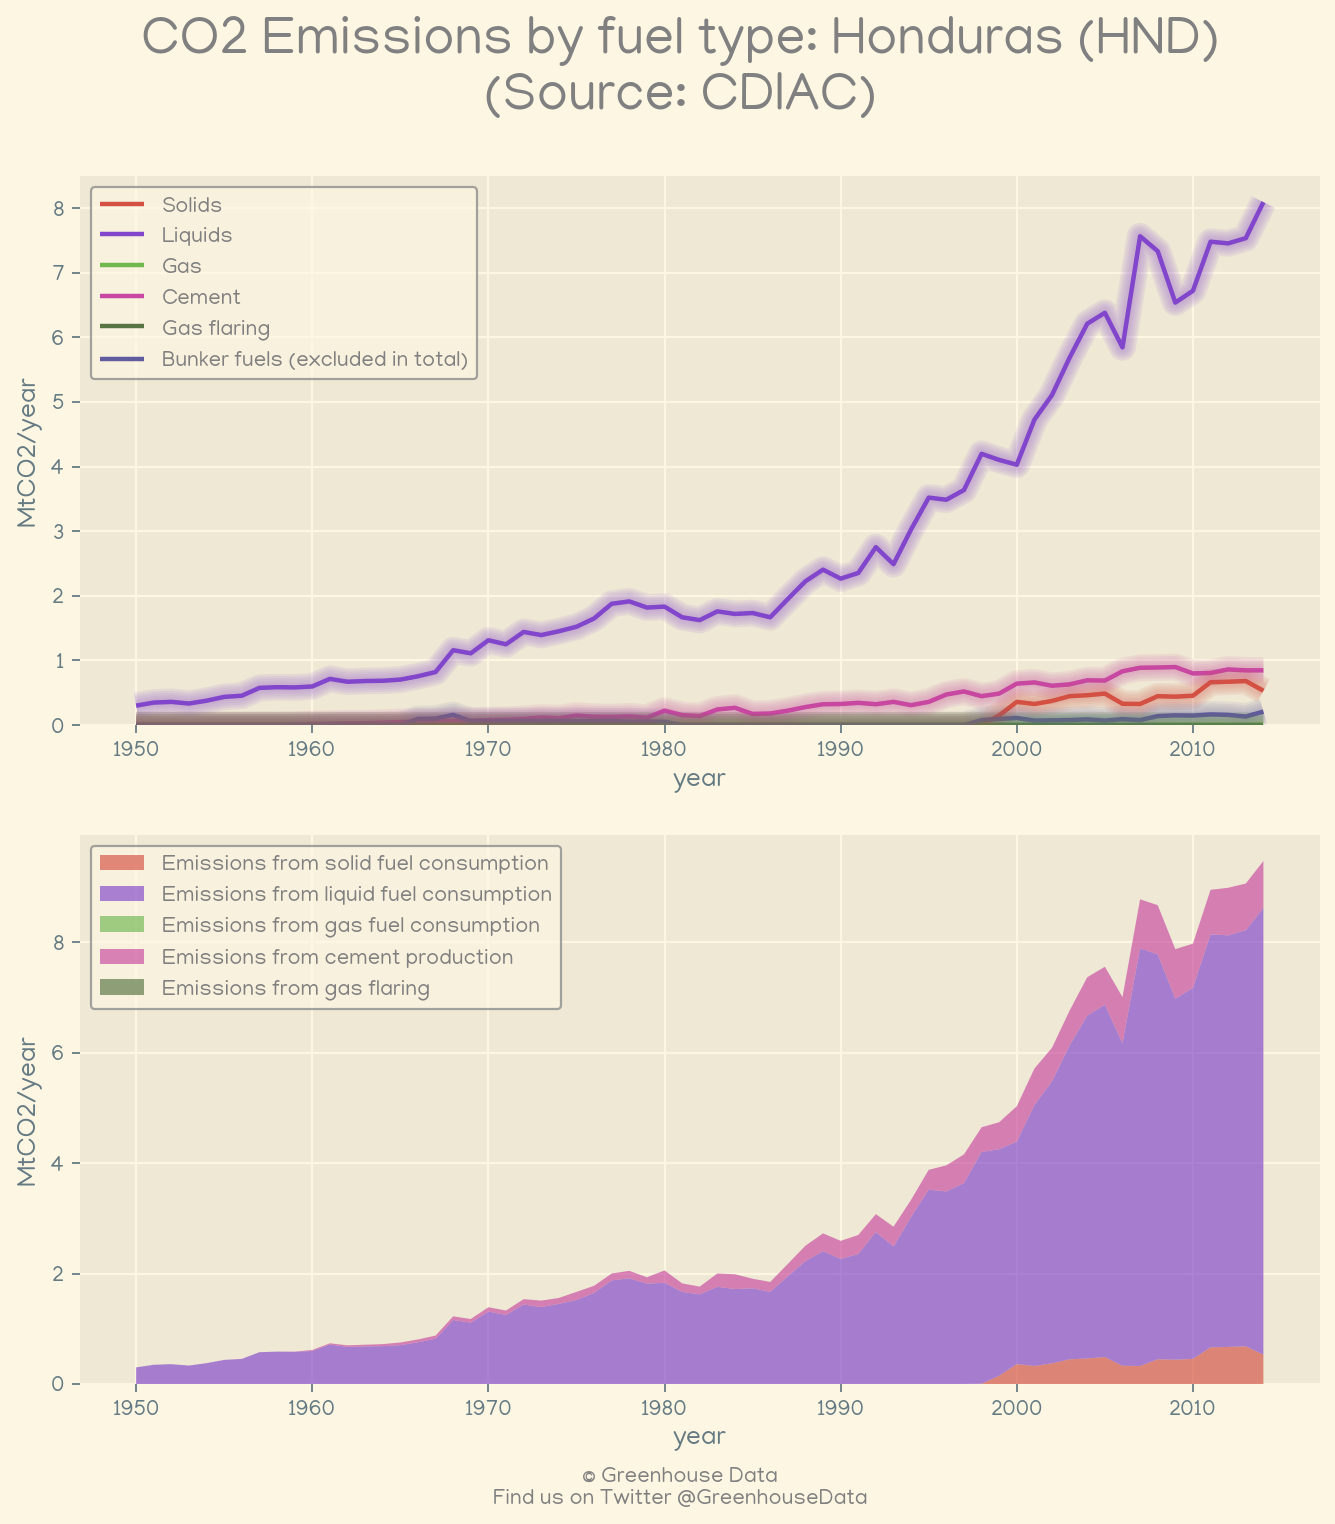 CO2 Emissions by fuel type: Honduras (HND)
(Source: CDIAC)
Solids
Liquids
Gas
Cement
Gas flaring
Bunker fuels (excluded in total)
MtCO2/year
8
7
6
5
4
3
2
1
0
1950 1960 1970 1980 1990 2000 2010
year
Emissions from solid fuel consumption
Emissions from liquid fuel consumption
Emissions from gas fuel consumption
Emissions from cement production
Emissions from gas flaring
MtCO2/year
8
6
4
2
0
1950 1960 1970 1980 1990 2000 2010
year
© Greenhouse Data
Find us on Twitter @GreenhouseData